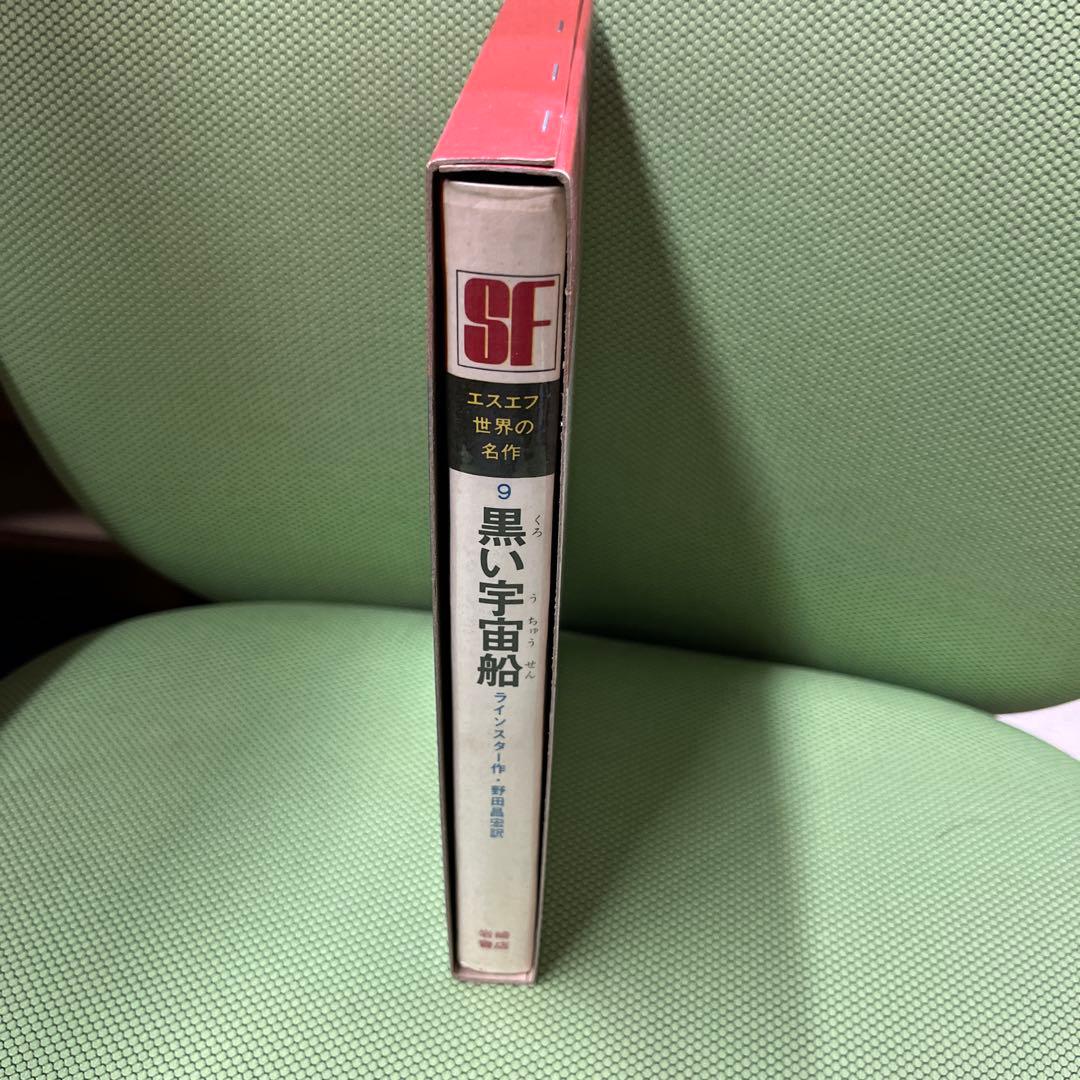 SF
エスエフ
世界の
名作
9
黒い宇宙船
くろ
うちゅうせん
ラインスター作・野田昌宏訳
岩崎
書店